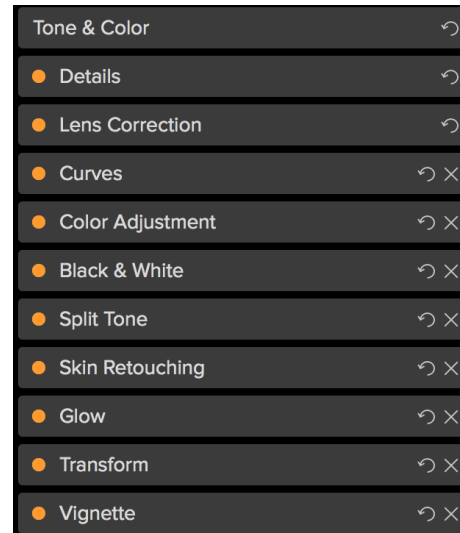 Tone & Color
Details
Lens Correction
Curves
Color Adjustment
Black & White
Split Tone
Skin Retouching
Glow
Transform
Vignette